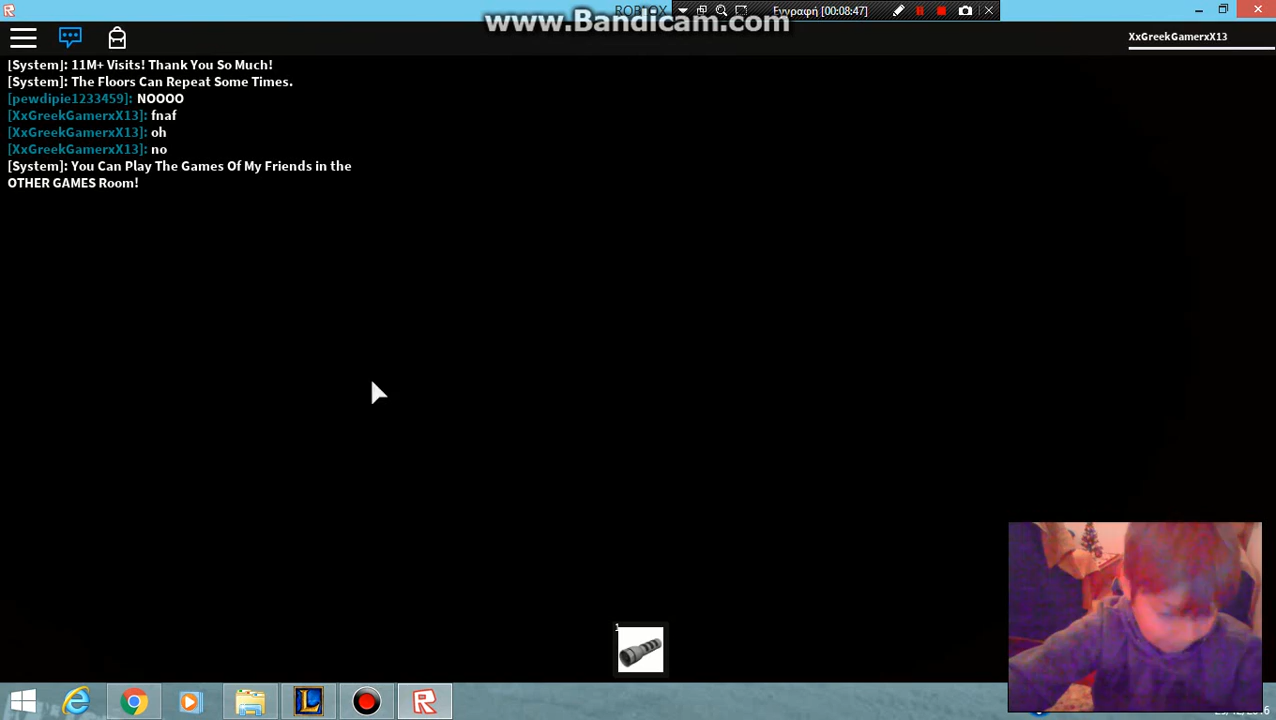 ROBLOX
www.Bandicam.com
Εγγραφή [00:08:47]
XxGreekGamerxX13
[System]: 11M+ Visits! Thank You So Much!
[System]: The Floors Can Repeat Some Times.
[pewdipie1233459]: NOOOO
[XxGreekGamerxX13]: fnaf
[XxGreekGamerxX13]: oh
[XxGreekGamerxX13]: no
[System]: You Can Play The Games Of My Friends in the
OTHER GAMES Room!
1